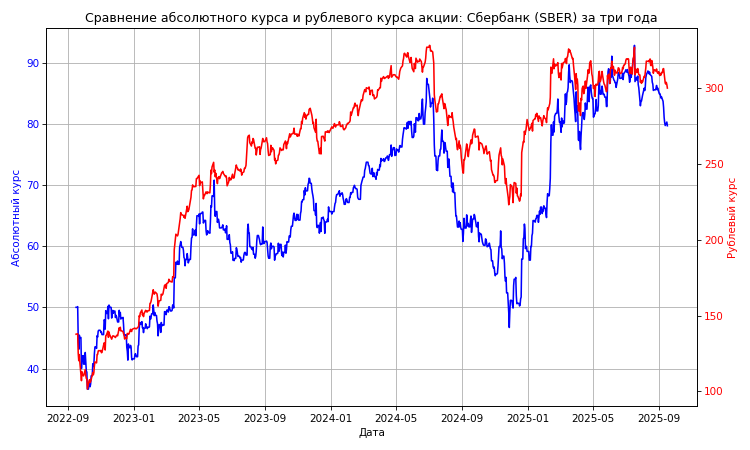 Сравнение абсолютного курса и рублевого курса акции: Сбербанк (SBER) за три года
Абсолютный курс
90
80
70
60
50
40
Рублевый курс
300
250
200
150
100
2022-09 2023-01 2023-05 2023-09 2024-01 2024-05 2024-09 2025-01 2025-05 2025-09
Дата